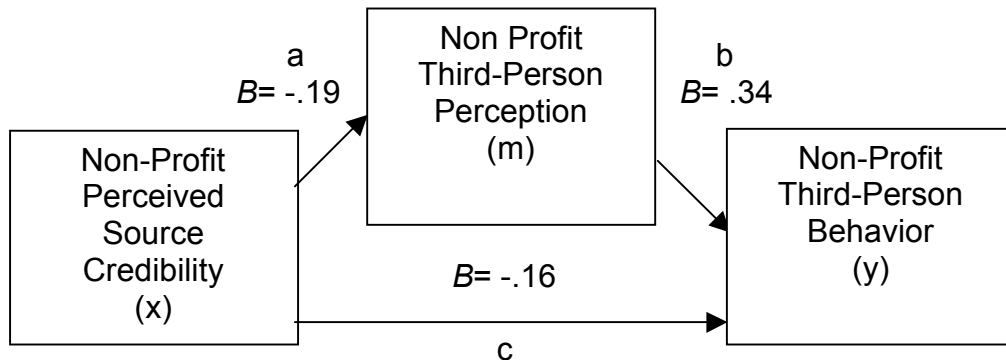 a
B= -.19
Non Profit
Third-Person
Perception
(m)
b
B= .34
Non-Profit
Perceived
Source
Credibility
(x)
Non-Profit
Third-Person
Behavior
(y)
B= -.16
c